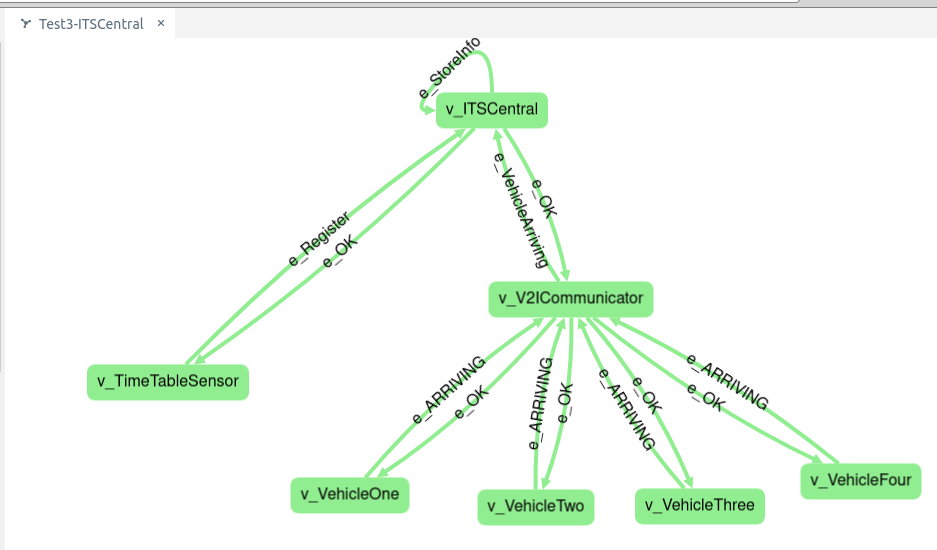 Test3-ITSCentral ×
e_StoreInfo
v_ITSCentral
e_VehicleArriving
e_OK
e_Register
e_OK
v_V2ICommunicator
v_TimeTableSensor
e_ARRIVING
e_OK
e_ARRIVING
e_OK
e_ARRIVING
e_OK
e_ARRIVING
e_OK
v_VehicleOne
v_VehicleTwo
v_VehicleThree
v_VehicleFour